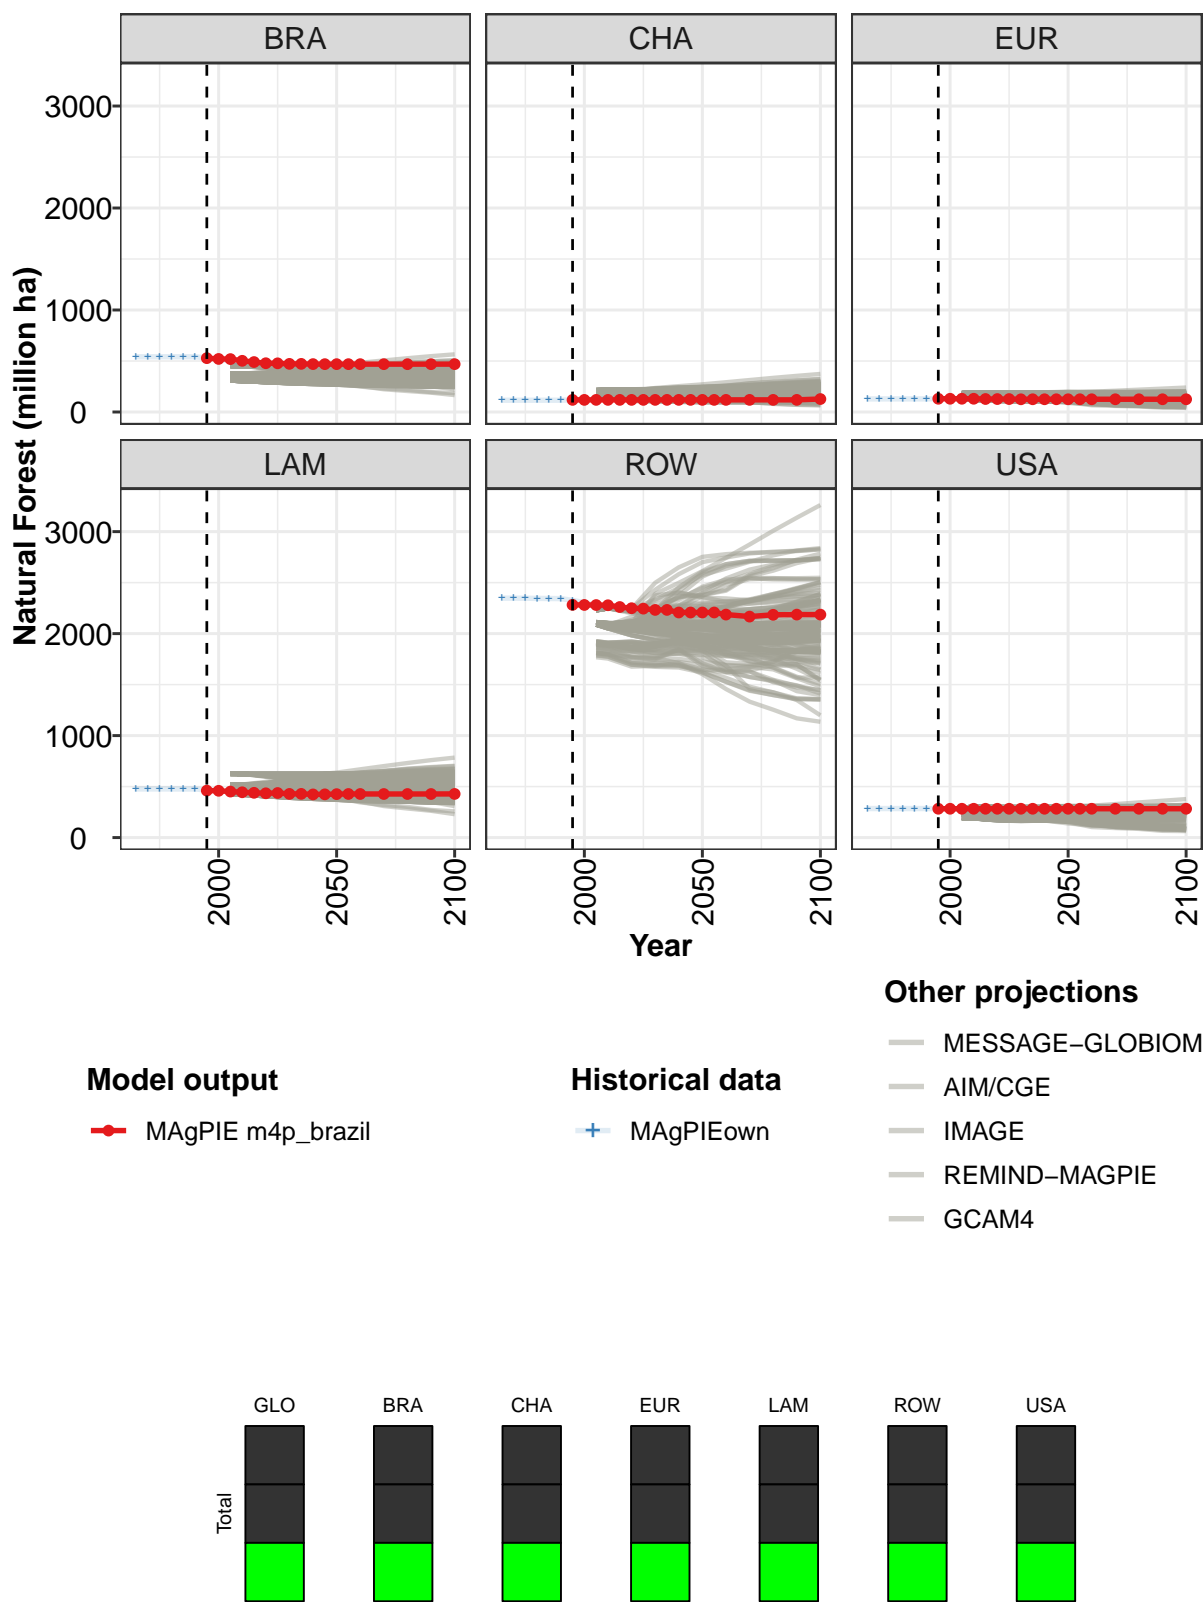 BRA CHA EUR
3000
2000
1000
0
LAM ROW USA
3000
2000
1000
0
Natural Forest (million ha)
2000 2050 2100 2000 2050 2100 2000 2050 2100
Year
Model output
MAgPIE m4p_brazil
Historical data
MAgPIEown
Other projections
MESSAGE−GLOBIOM
AIM/CGE
IMAGE
REMIND−MAGPIE
GCAM4
GLO BRA CHA EUR LAM ROW USA
Total